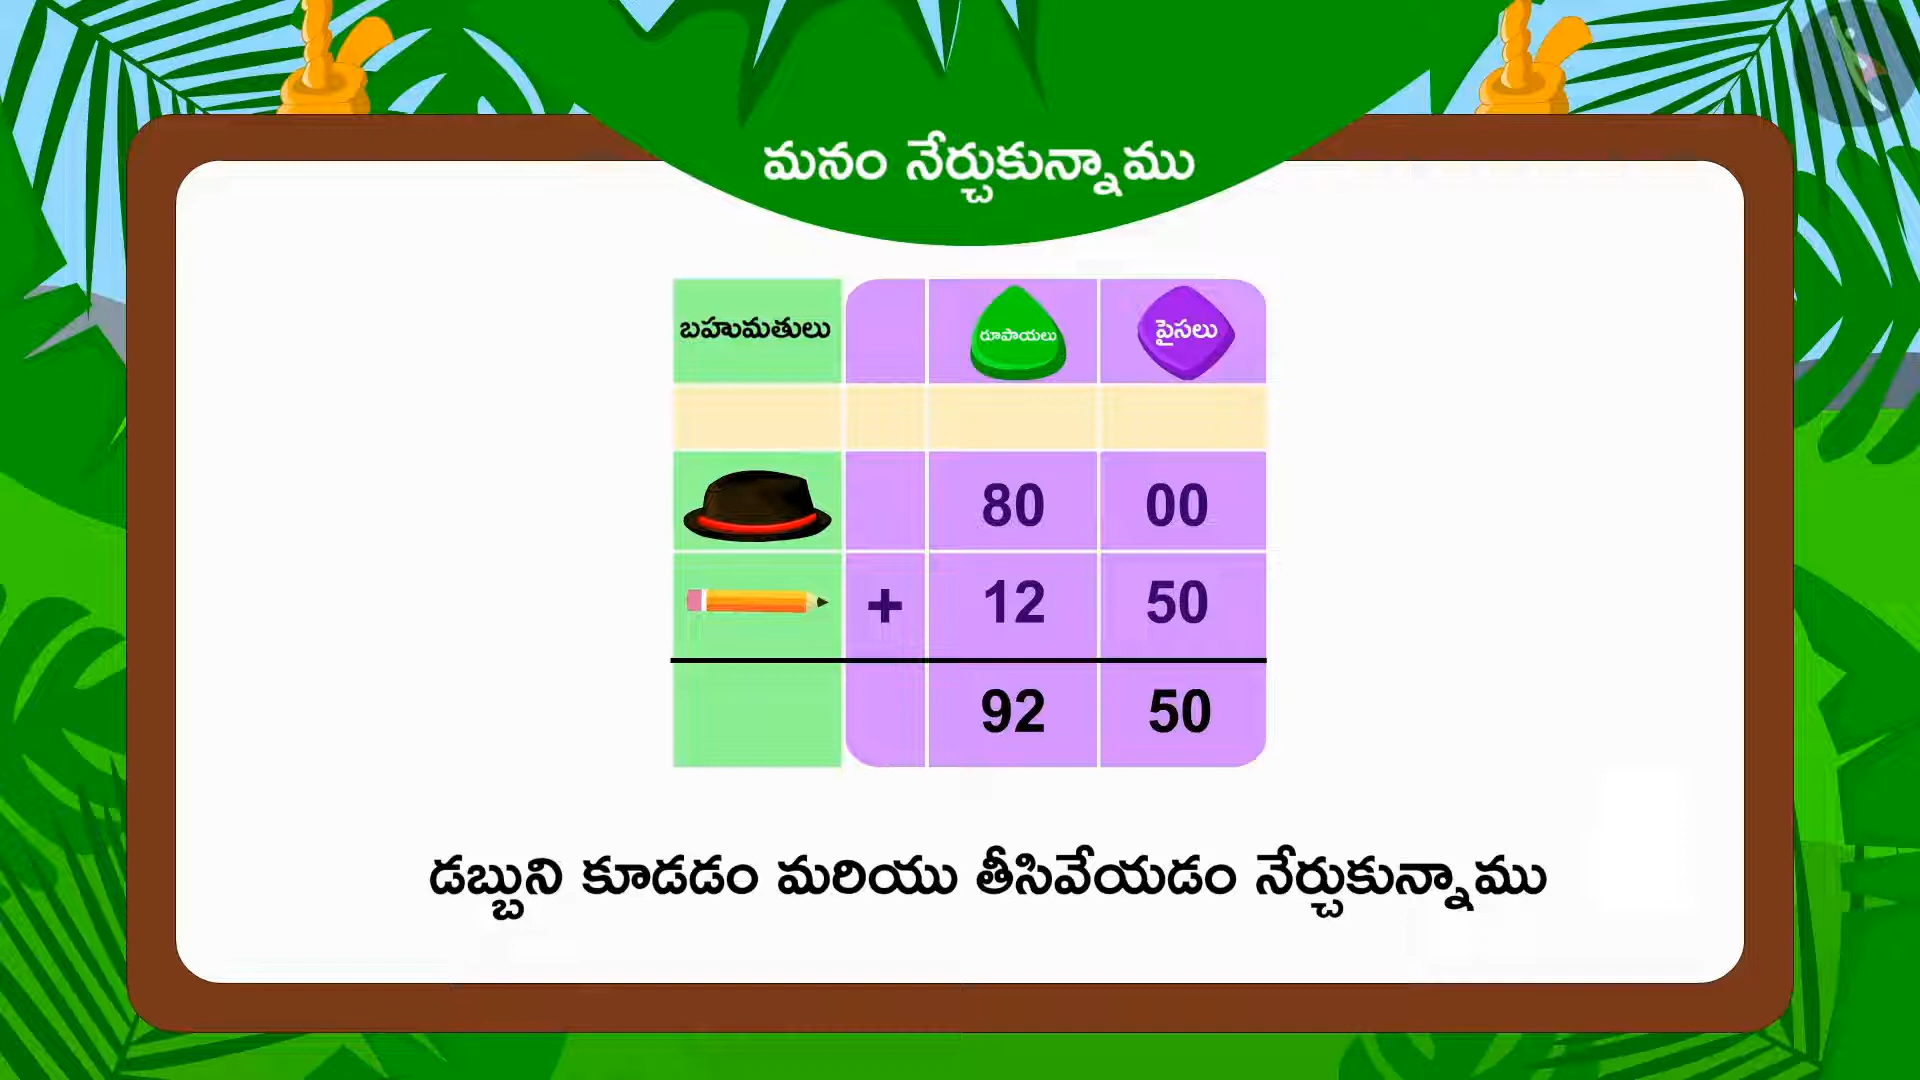 మనం నేర్చుకున్నాము
బహుమతులు రూపాయలు పైసలు
80 00
+ 12 50
92 50
డబ్బుని కూడడం మరియు తీసివేయడం నేర్చుకున్నాము